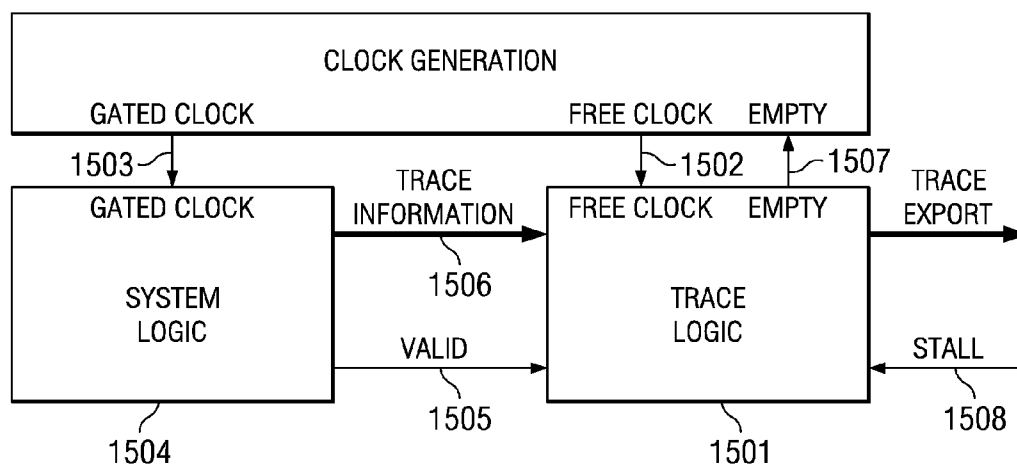 CLOCK GENERATION
GATED CLOCK
FREE CLOCK
EMPTY
1503
1502
1507
GATED CLOCK
TRACE
INFORMATION
FREE CLOCK
EMPTY
TRACE
EXPORT
1506
SYSTEM
LOGIC
TRACE
LOGIC
VALID
STALL
1505
1508
1504
1501